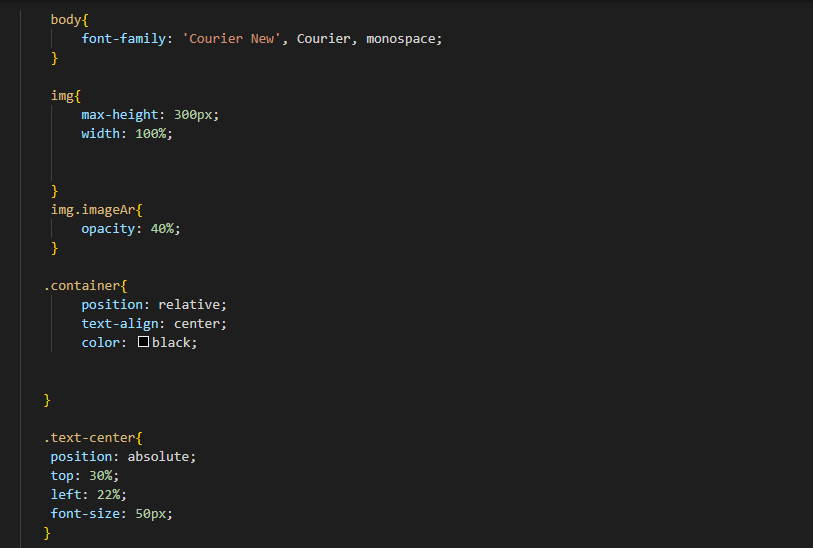 body{
font-family: 'Courier New', Courier, monospace;
}
img{
max-height: 300px;
width: 100%;
}
img.imageAr{
opacity: 40%;
}
.container{
position: relative;
text-align: center;
color: black;
}
.text-center{
position: absolute;
top: 30%;
left: 22%;
font-size: 50px;
}